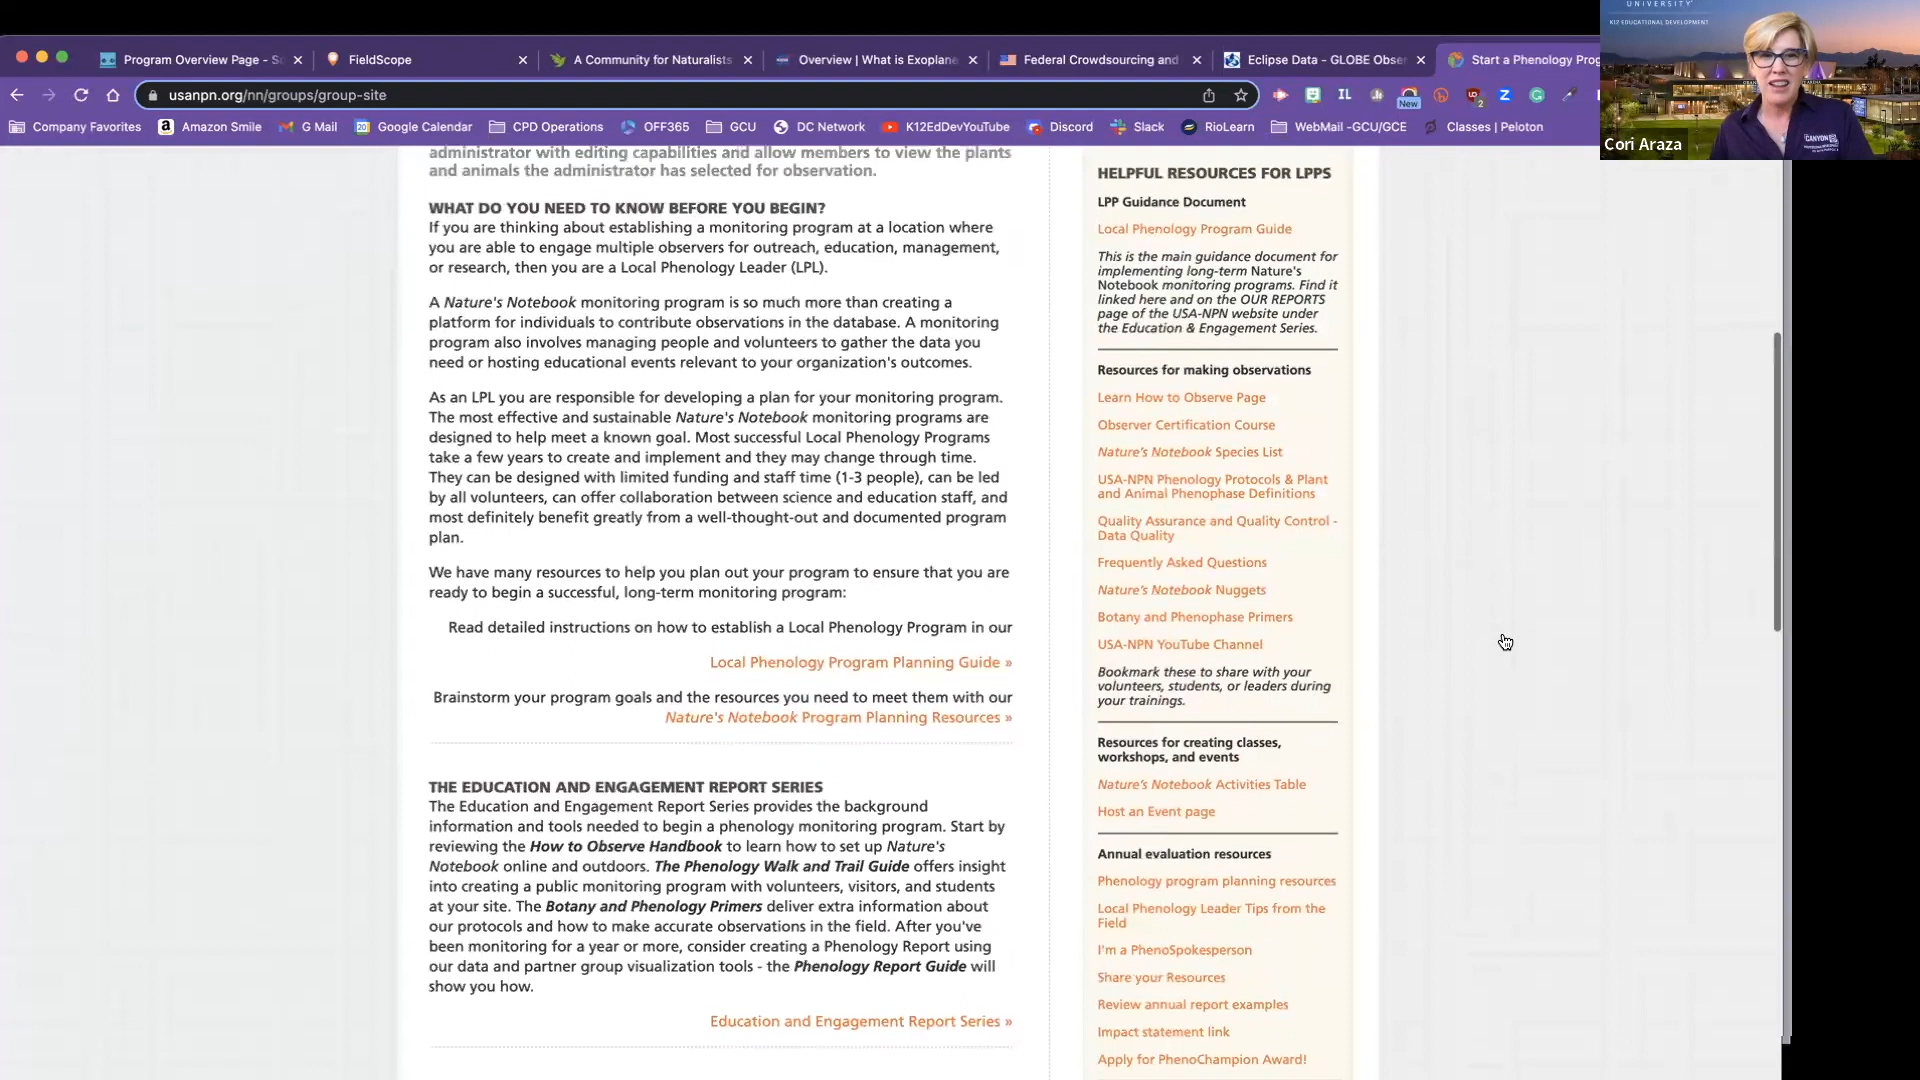 UNIVERSITY
K12 EDUCATIONAL DEVELOPMENT
Program Overview Page - S
FieldScope
A Community for Naturalists
Overview | What is Exoplane
Federal Crowdsourcing and
Eclipse Data - GLOBE Obser
Start a Phenology Prog
usanpn.org/nn/groups/group-site
IL
New
2
Z
Company Favorites
Amazon Smile
G Mail
Google Calendar
CPD Operations
OFF365
GCU
DC Network
K12EdDevYouTube
Discord
Slack
RioLearn
WebMail -GCU/GCE
Classes | Peloton
Cori Araza
CANYON
administrator with editing capabilities and allow members to view the plants
and animals the administrator has selected for observation.
WHAT DO YOU NEED TO KNOW BEFORE YOU BEGIN?
If you are thinking about establishing a monitoring program at a location where
you are able to engage multiple observers for outreach, education, management,
or research, then you are a Local Phenology Leader (LPL).
A Nature's Notebook monitoring program is so much more than creating a
platform for individuals to contribute observations in the database. A monitoring
program also involves managing people and volunteers to gather the data you
need or hosting educational events relevant to your organization's outcomes.
As an LPL you are responsible for developing a plan for your monitoring program.
The most effective and sustainable Nature's Notebook monitoring programs are
designed to help meet a known goal. Most successful Local Phenology Programs
take a few years to create and implement and they may change through time.
They can be designed with limited funding and staff time (1-3 people), can be led
by all volunteers, can offer collaboration between science and education staff, and
most definitely benefit greatly from a well-thought-out and documented program
plan.
We have many resources to help you plan out your program to ensure that you are
ready to begin a successful, long-term monitoring program:
Read detailed instructions on how to establish a Local Phenology Program in our
Local Phenology Program Planning Guide »
Brainstorm your program goals and the resources you need to meet them with our
Nature's Notebook Program Planning Resources »
THE EDUCATION AND ENGAGEMENT REPORT SERIES
The Education and Engagement Report Series provides the background
information and tools needed to begin a phenology monitoring program. Start by
reviewing the How to Observe Handbook to learn how to set up Nature's
Notebook online and outdoors. The Phenology Walk and Trail Guide offers insight
into creating a public monitoring program with volunteers, visitors, and students
at your site. The Botany and Phenology Primers deliver extra information about
our protocols and how to make accurate observations in the field. After you've
been monitoring for a year or more, consider creating a Phenology Report using
our data and partner group visualization tools - the Phenology Report Guide will
show you how.
Education and Engagement Report Series »
HELPFUL RESOURCES FOR LPPS
LPP Guidance Document
Local Phenology Program Guide
This is the main guidance document for
implementing long-term Nature's
Notebook monitoring programs. Find it
linked here and on the OUR REPORTS
page of the USA-NPN website under
the Education & Engagement Series.
Resources for making observations
Learn How to Observe Page
Observer Certification Course
Nature's Notebook Species List
USA-NPN Phenology Protocols & Plant
and Animal Phenophase Definitions
Quality Assurance and Quality Control -
Data Quality
Frequently Asked Questions
Nature's Notebook Nuggets
Botany and Phenophase Primers
USA-NPN YouTube Channel
Bookmark these to share with your
volunteers, students, or leaders during
your trainings.
Resources for creating classes,
workshops, and events
Nature's Notebook Activities Table
Host an Event page
Annual evaluation resources
Phenology program planning resources
Local Phenology Leader Tips from the
Field
I'm a PhenoSpokesperson
Share your Resources
Review annual report examples
Impact statement link
Apply for PhenoChampion Award!